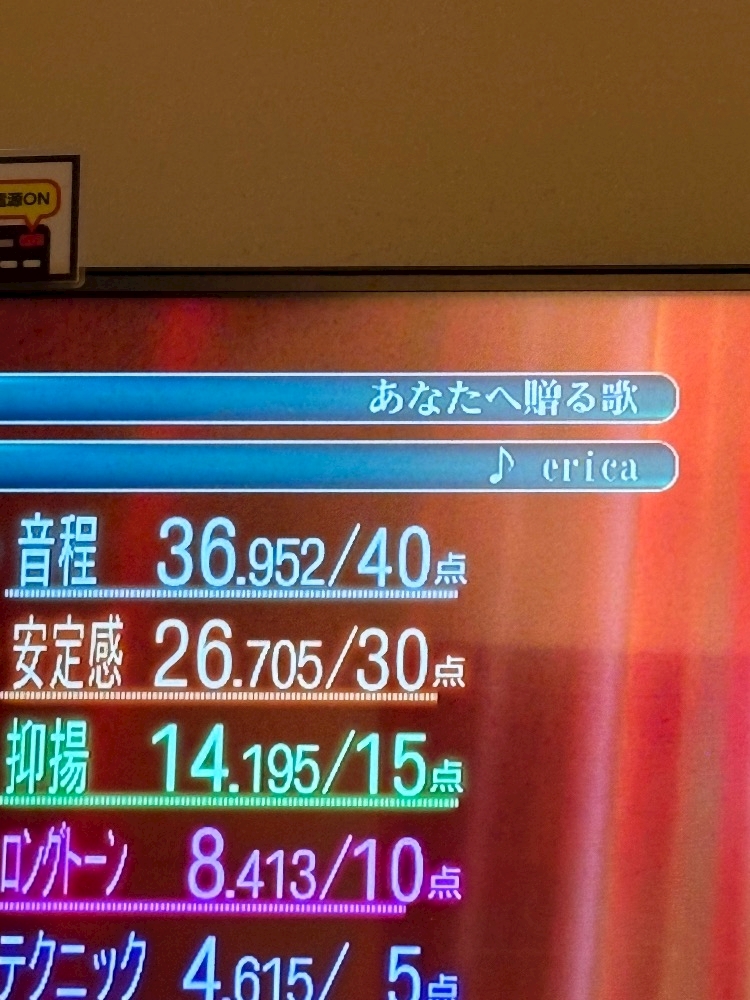 電源ON
あなたへ贈る歌
♪ erica
音程 36.952/40点
安定感 26.705/30点
抑揚 14.195/15点
ロングトーン 8.413/10点
テクニック 4.615/ 5点